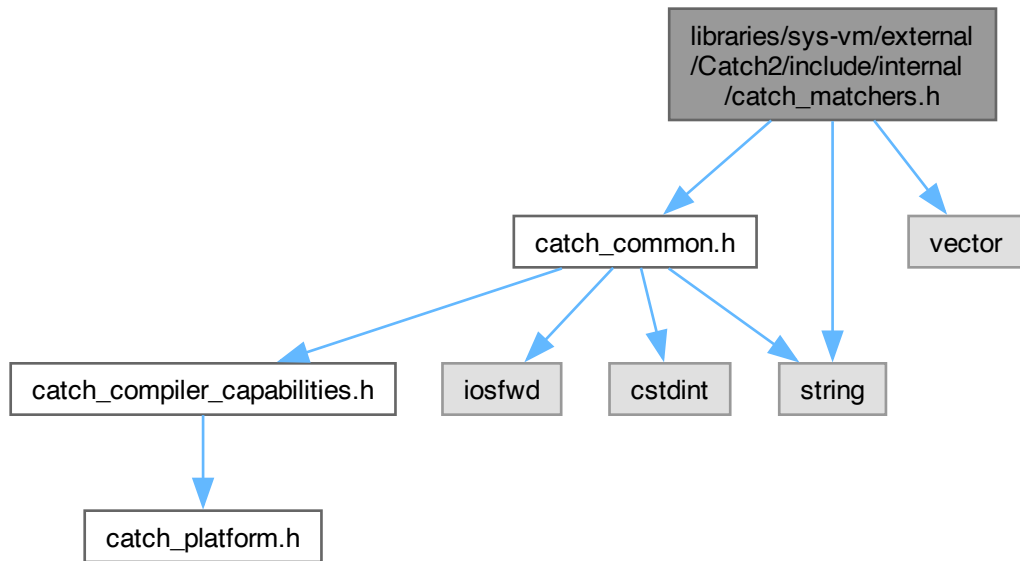 libraries/sys-vm/external
/Catch2/include/internal
/catch_matchers.h
catch_common.h
vector
catch_compiler_capabilities.h
iosfwd
cstdint
string
catch_platform.h